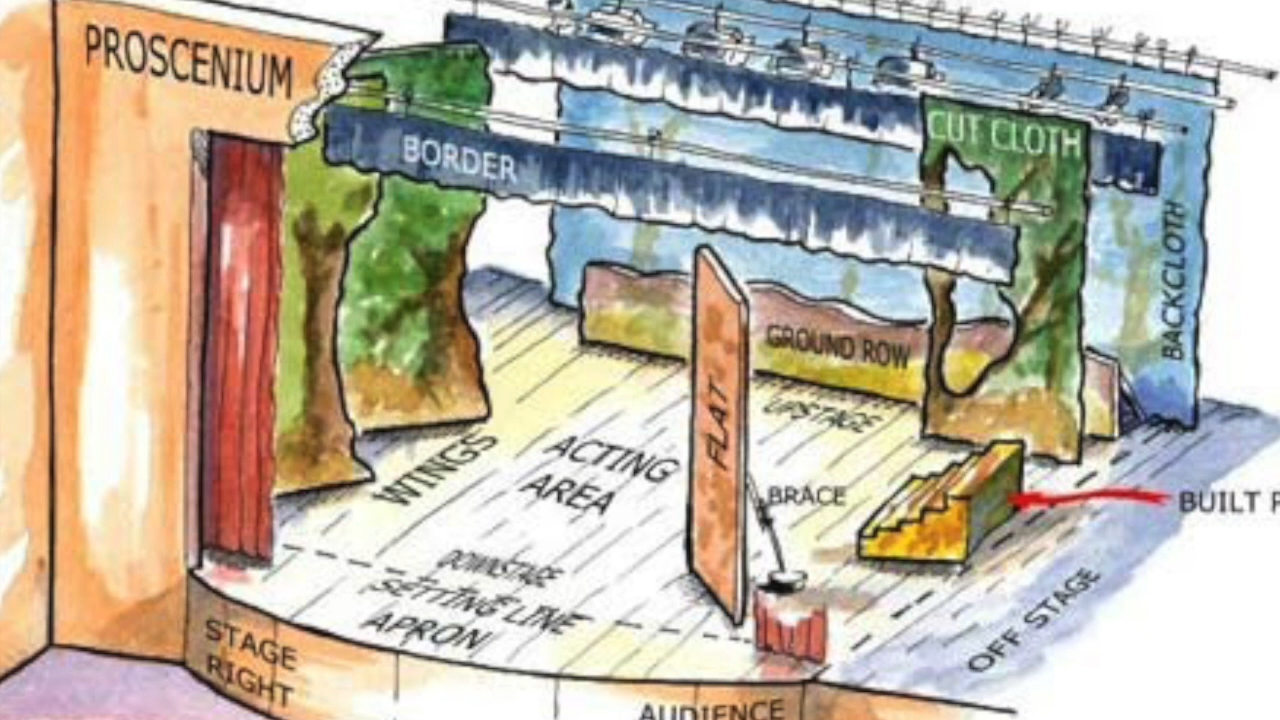 PROSCENIUM
BORDER
CUT CLOTH
BACKCLOTH
GROUND ROW
UPSTAGE
FLAT
WINGS
ACTING
AREA
BRACE
BUILT
DOWNSTAGE
SETTING LINE
APRON
OFF STAGE
STAGE
RIGHT
AUDIENCE